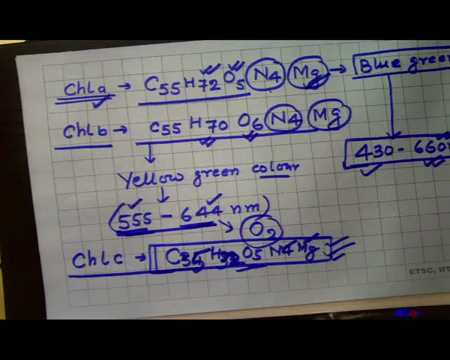 Chl a → C55 H72 O5 N4 Mg → Blue green
Chl b → C55 H70 O6 N4 Mg
430 - 660
Yellow green colour
(555 - 644 nm)
O2
Chl c → C35 H32 O5 N4 Mg